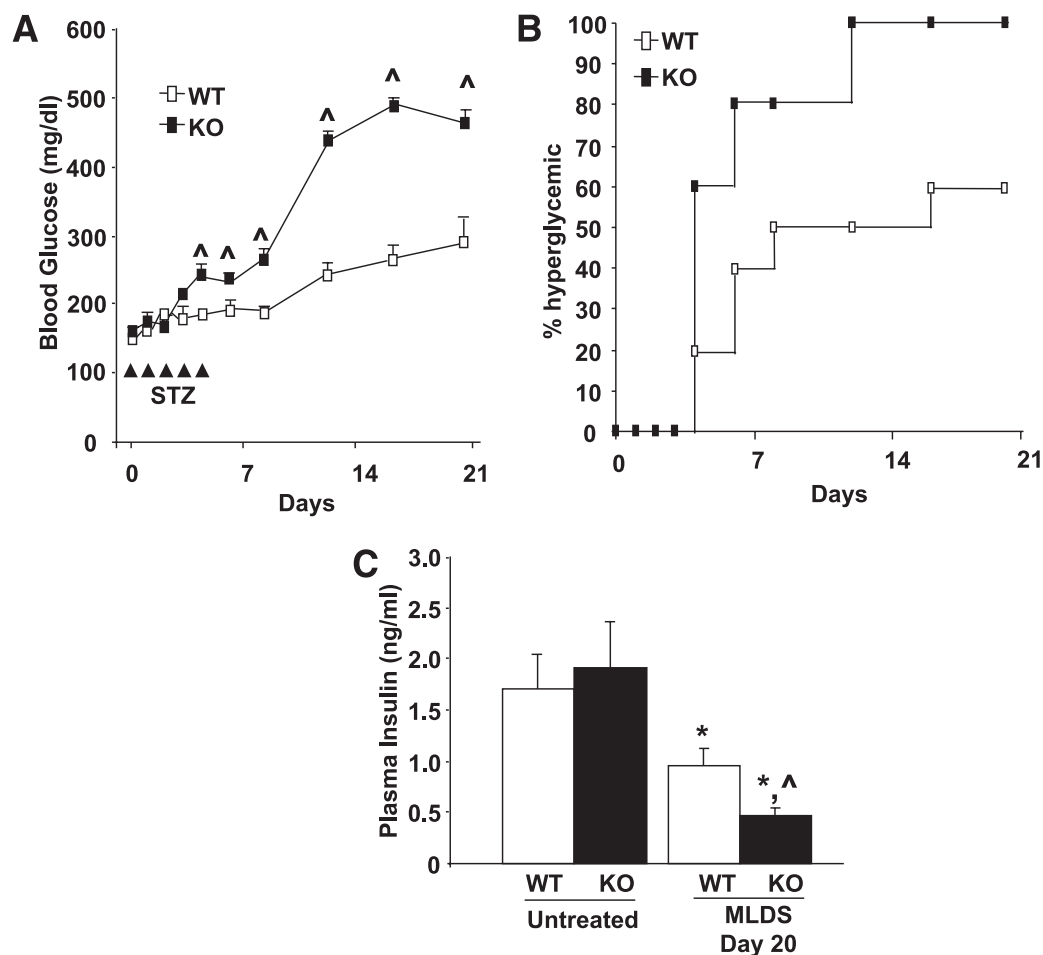 A
600
500
400
300
200
100
0
Blood Glucose (mg/dl)
WT
KO
^ ^ ^ ^ ^ ^
STZ
0 7 14 21
Days
B
100
90
80
70
60
50
40
30
20
10
0
% hyperglycemic
WT
KO
0 7 14 21
Days
C
3.0
2.5
2.0
1.5
1.0
0.5
0
Plasma Insulin (ng/ml)
*
*,^
WT KO WT KO
Untreated MLDS
Day 20